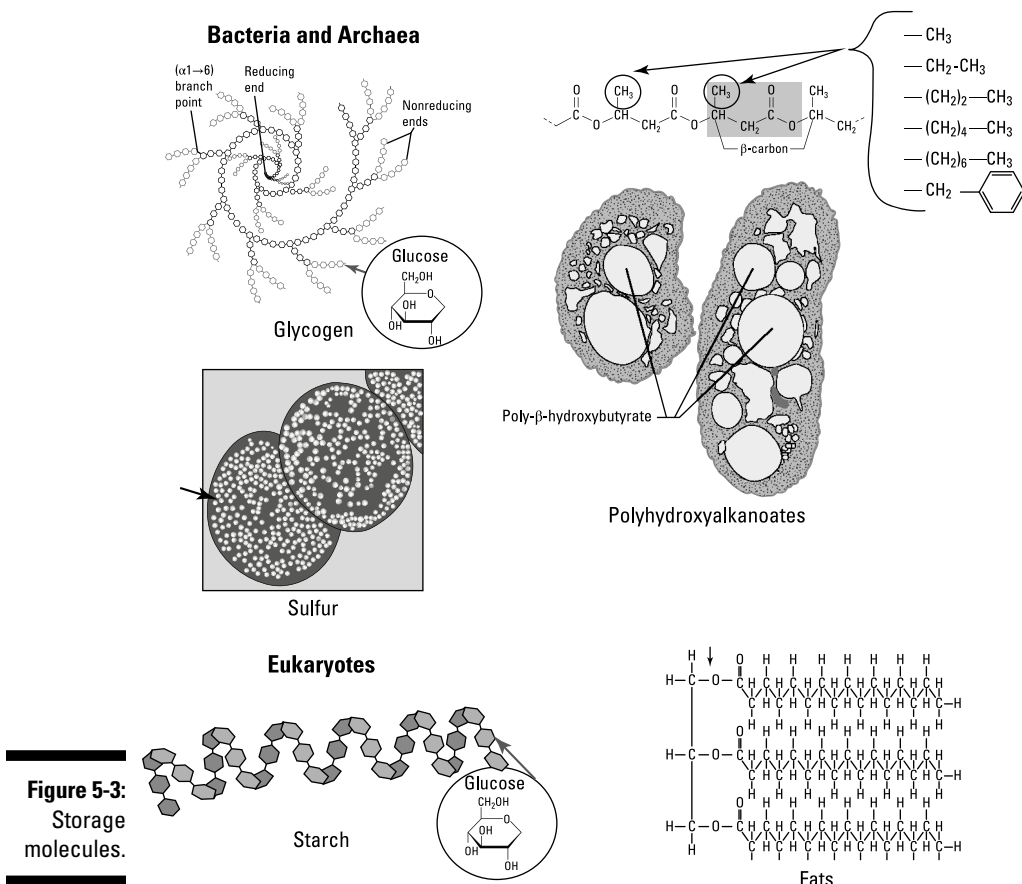 Bacteria and Archaea
(α1→6)
branch
point
Reducing
end
Nonreducing
ends
Glucose
CH₂OH
O
OH
OH
OH
Glycogen
— CH₃
— CH₂-CH₃
— (CH₂)₂—CH₃
— (CH₂)₄—CH₃
— (CH₂)₆—CH₃
— CH₂
O CH₃ O CH₃ O CH₃
C O CH CH₂ C O CH CH₂ C O CH CH₂
β-carbon
Poly-β-hydroxybutyrate
Polyhydroxyalkanoates
Sulfur
Eukaryotes
Glucose
CH₂OH
O
OH
OH
OH
Starch
H O H H H H H H H
H—C—O—C
H—C—O—C
H—C—O—C
H
Fats
Figure 5-3:
Storage
molecules.